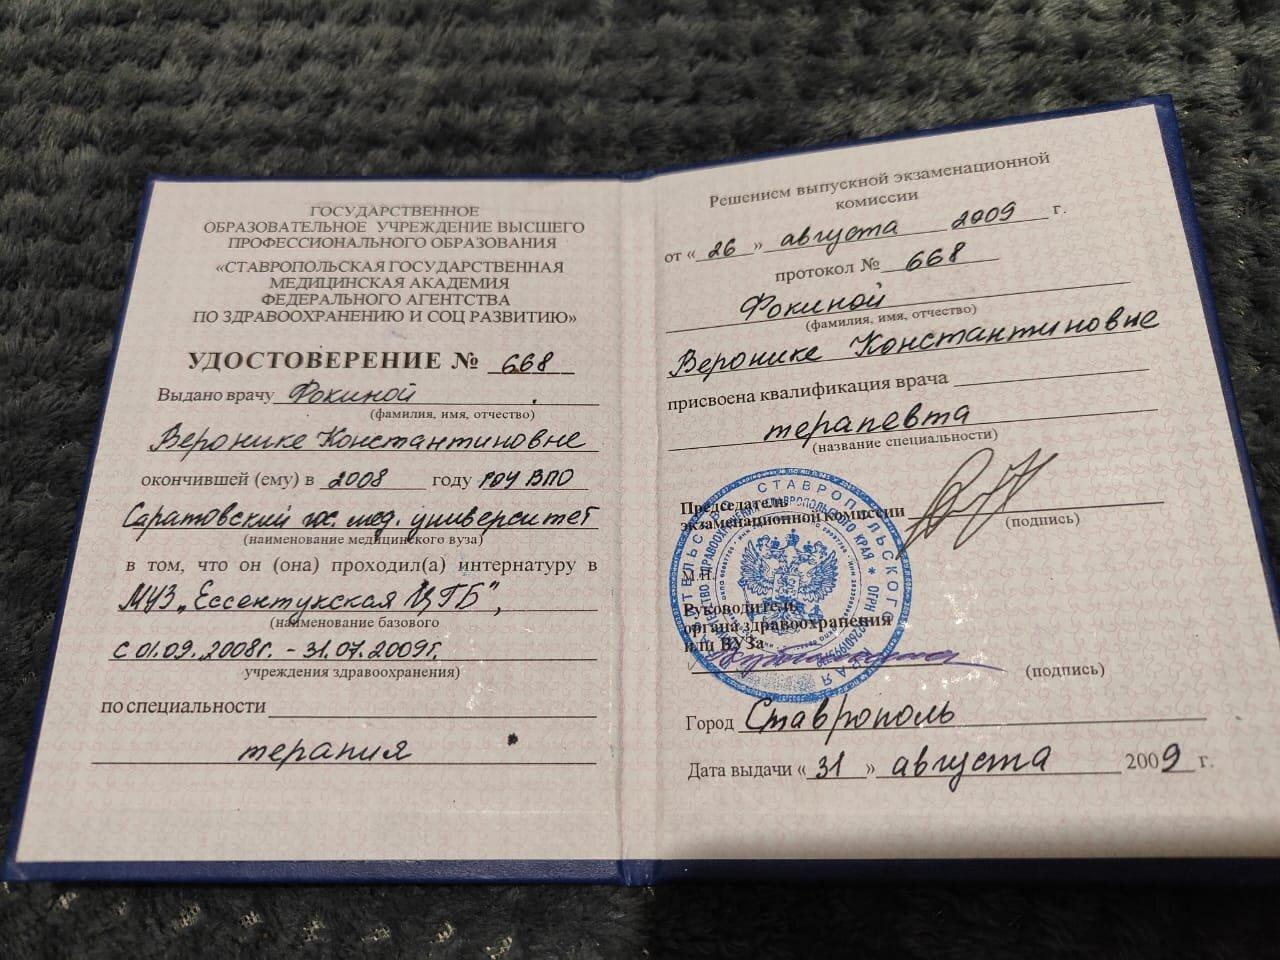 ГОСУДАРСТВЕННОЕ
ОБРАЗОВАТЕЛЬНОЕ УЧРЕЖДЕНИЕ ВЫСШЕГО
ПРОФЕССИОНАЛЬНОГО ОБРАЗОВАНИЯ
«СТАВРОПОЛЬСКАЯ ГОСУДАРСТВЕННАЯ
МЕДИЦИНСКАЯ АКАДЕМИЯ
ФЕДЕРАЛЬНОГО АГЕНТСТВА
ПО ЗДРАВООХРАНЕНИЮ И СОЦ РАЗВИТИЮ»
УДОСТОВЕРЕНИЕ № 668
Выдано врачу Фокиной
(фамилия, имя, отчество)
Веронике Константиновне
окончившей (ему) в 2008 году ГОУ ВПО
Саратовский гос. мед. университет
(наименование медицинского вуза)
в том, что он (она) проходил(а) интернатуру в
МУЗ „Ессентукская ЦГБ",
(наименование базового
с 01.09.2008г. - 31.07.2009г.
учреждения здравоохранения)
по специальности
терапия
Решением выпускной экзаменационной
комиссии
от «26» августа 2009 г.
протокол № 668
Фокиной
(фамилия, имя, отчество)
Веронике Константиновне
присвоена квалификация врача
терапевта
(название специальности)
Председатель
экзаменационной комиссии
(подпись)
М.П.
Руководитель
органа здравоохранения
или ВУЗа
(подпись)
Город Ставрополь
Дата выдачи «31» августа 2009 г.